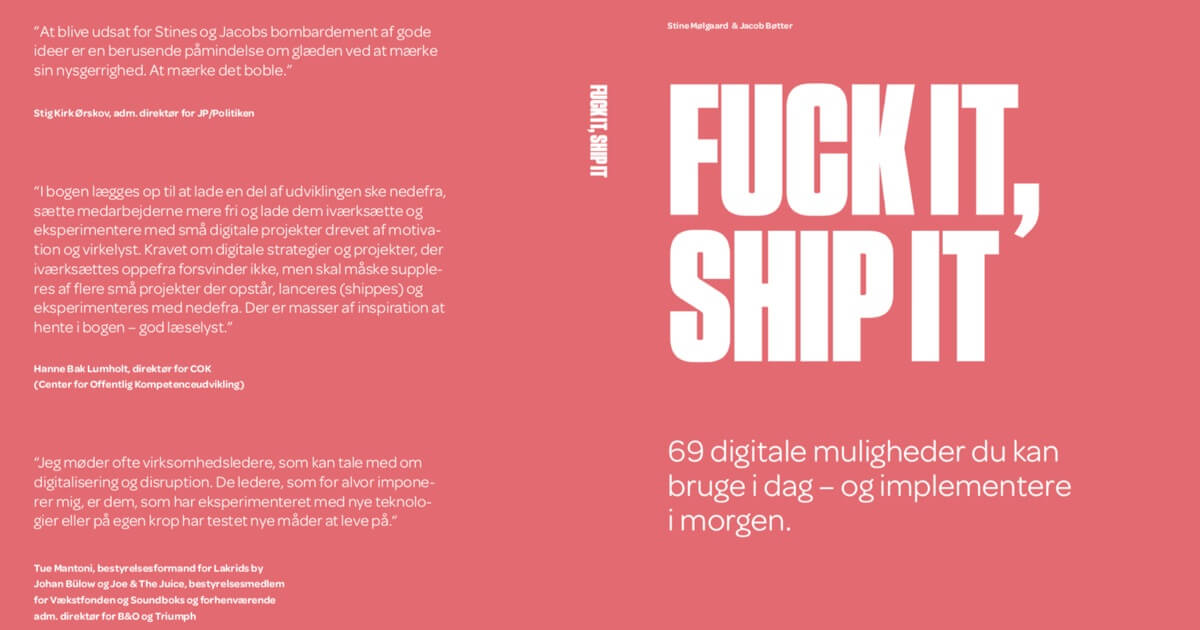 “At blive udsat for Stines og Jacobs bombardement af gode
ideer er en berusende påmindelse om glæden ved at mærke
sin nysgerrighed. At mærke det boble.”
Stig Kirk Ørskov, adm. direktør for JP/Politiken
“I bogen lægges op til at lade en del af udviklingen ske nedefra,
sætte medarbejderne mere fri og lade dem iværksætte og
eksperimentere med små digitale projekter drevet af motiva-
tion og virkelyst. Kravet om digitale strategier og projekter, der
iværksættes oppefra forsvinder ikke, men skal måske supple-
res af flere små projekter der opstår, lanceres (shippes) og
eksperimenteres med nedefra. Der er masser af inspiration at
hente i bogen – god læselyst.”
Hanne Bak Lumholt, direktør for COK
(Center for Offentlig Kompetenceudvikling)
“Jeg møder ofte virksomhedsledere, som kan tale med om
digitalisering og disruption. De ledere, som for alvor impone-
rer mig, er dem, som har eksperimenteret med nye teknolo-
gier eller på egen krop har testet nye måder at leve på.”
Tue Mantoni, bestyrelsesformand for Lakrids by
Johan Bülow og Joe & The Juice, bestyrelsesmedlem
for Vækstfonden og Soundboks og forhenværende
adm. direktør for B&O og Triumph
FUCK IT, SHIP IT
Stine Mølgaard & Jacob Bøtter
FUCK IT,
SHIP IT
69 digitale muligheder du kan
bruge i dag – og implementere
i morgen.